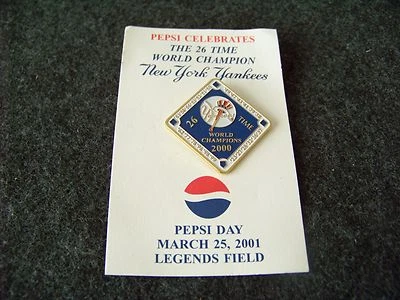 PEPSI CELEBRATES
THE 26 TIME
WORLD CHAMPION
New York Yankees
26 TIME
WORLD
CHAMPIONS
2000
PEPSI DAY
MARCH 25, 2001
LEGENDS FIELD